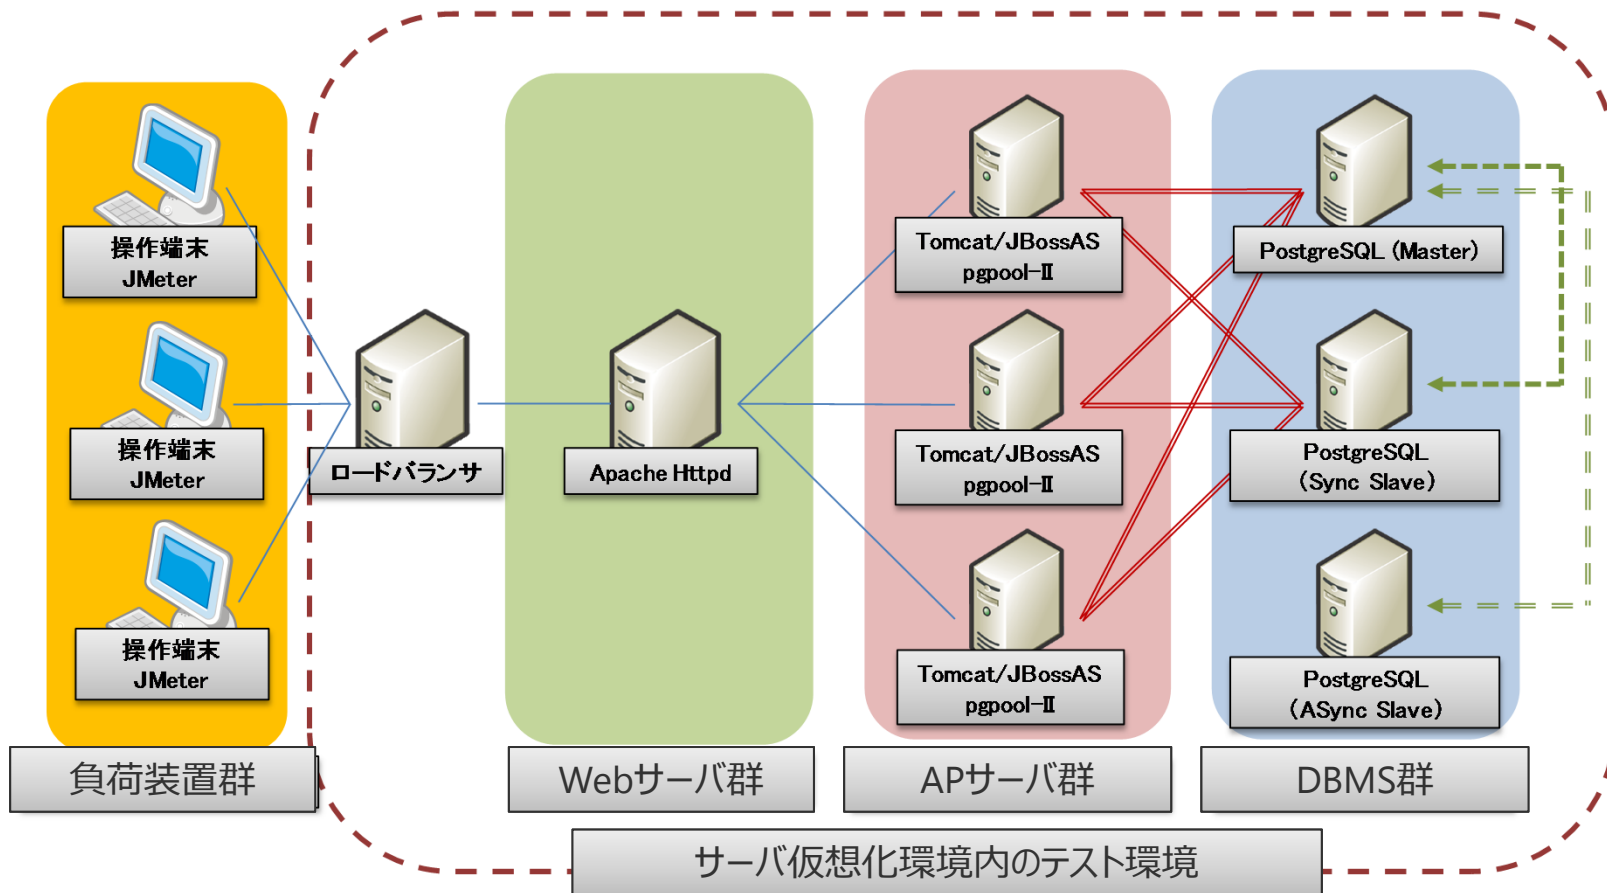 操作端末
JMeter
操作端末
JMeter
操作端末
JMeter
負荷装置群
ロードバランサ
Apache Httpd
Webサーバ群
Tomcat/JBossAS
pgpool-II
Tomcat/JBossAS
pgpool-II
Tomcat/JBossAS
pgpool-II
APサーバ群
PostgreSQL (Master)
PostgreSQL
(Sync Slave)
PostgreSQL
(ASync Slave)
DBMS群
サーバ仮想化環境内のテスト環境